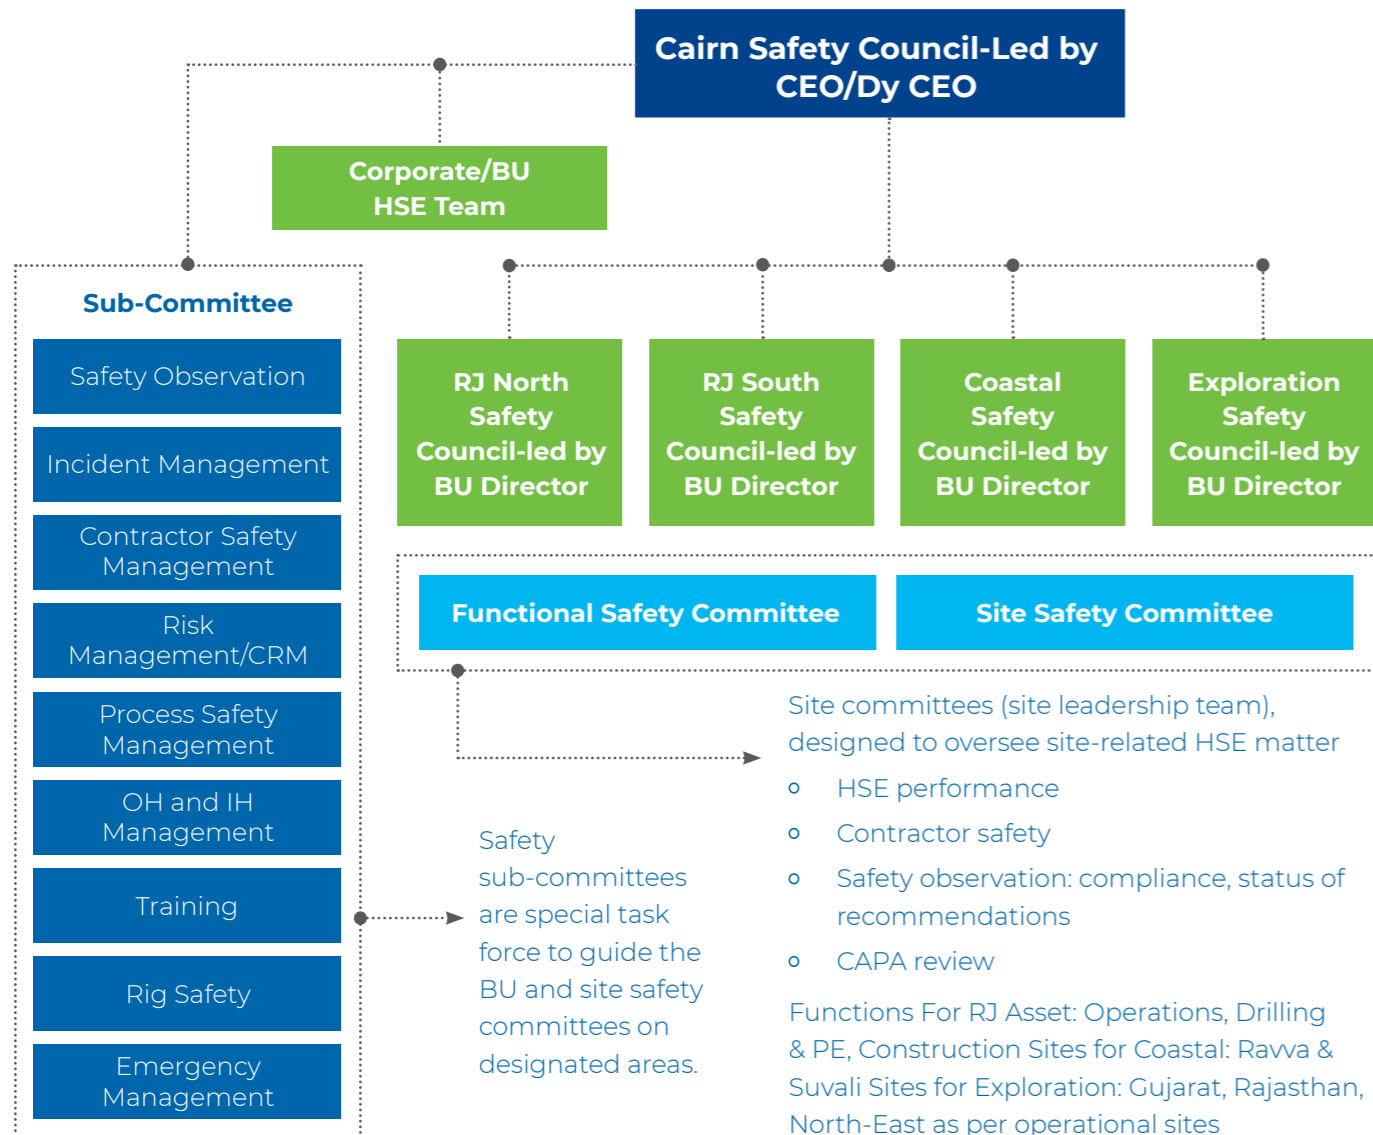 Cairn Safety Council-Led by
CEO/Dy CEO
Corporate/BU
HSE Team
Sub-Committee
Safety Observation
Incident Management
Contractor Safety
Management
Risk
Management/CRM
Process Safety
Management
OH and IH
Management
Training
Rig Safety
Emergency
Management
RJ North
Safety
Council-led by
BU Director
RJ South
Safety
Council-led by
BU Director
Coastal
Safety
Council-led by
BU Director
Exploration
Safety
Council-led by
BU Director
Functional Safety Committee
Site Safety Committee
Safety
sub-committees
are special task
force to guide the
BU and site safety
committees on
designated areas.
Site committees (site leadership team),
designed to oversee site-related HSE matter
HSE performance
Contractor safety
Safety observation: compliance, status of
recommendations
CAPA review
Functions For RJ Asset: Operations, Drilling
& PE, Construction Sites for Coastal: Ravva &
Suvali Sites for Exploration: Gujarat, Rajasthan,
North-East as per operational sites